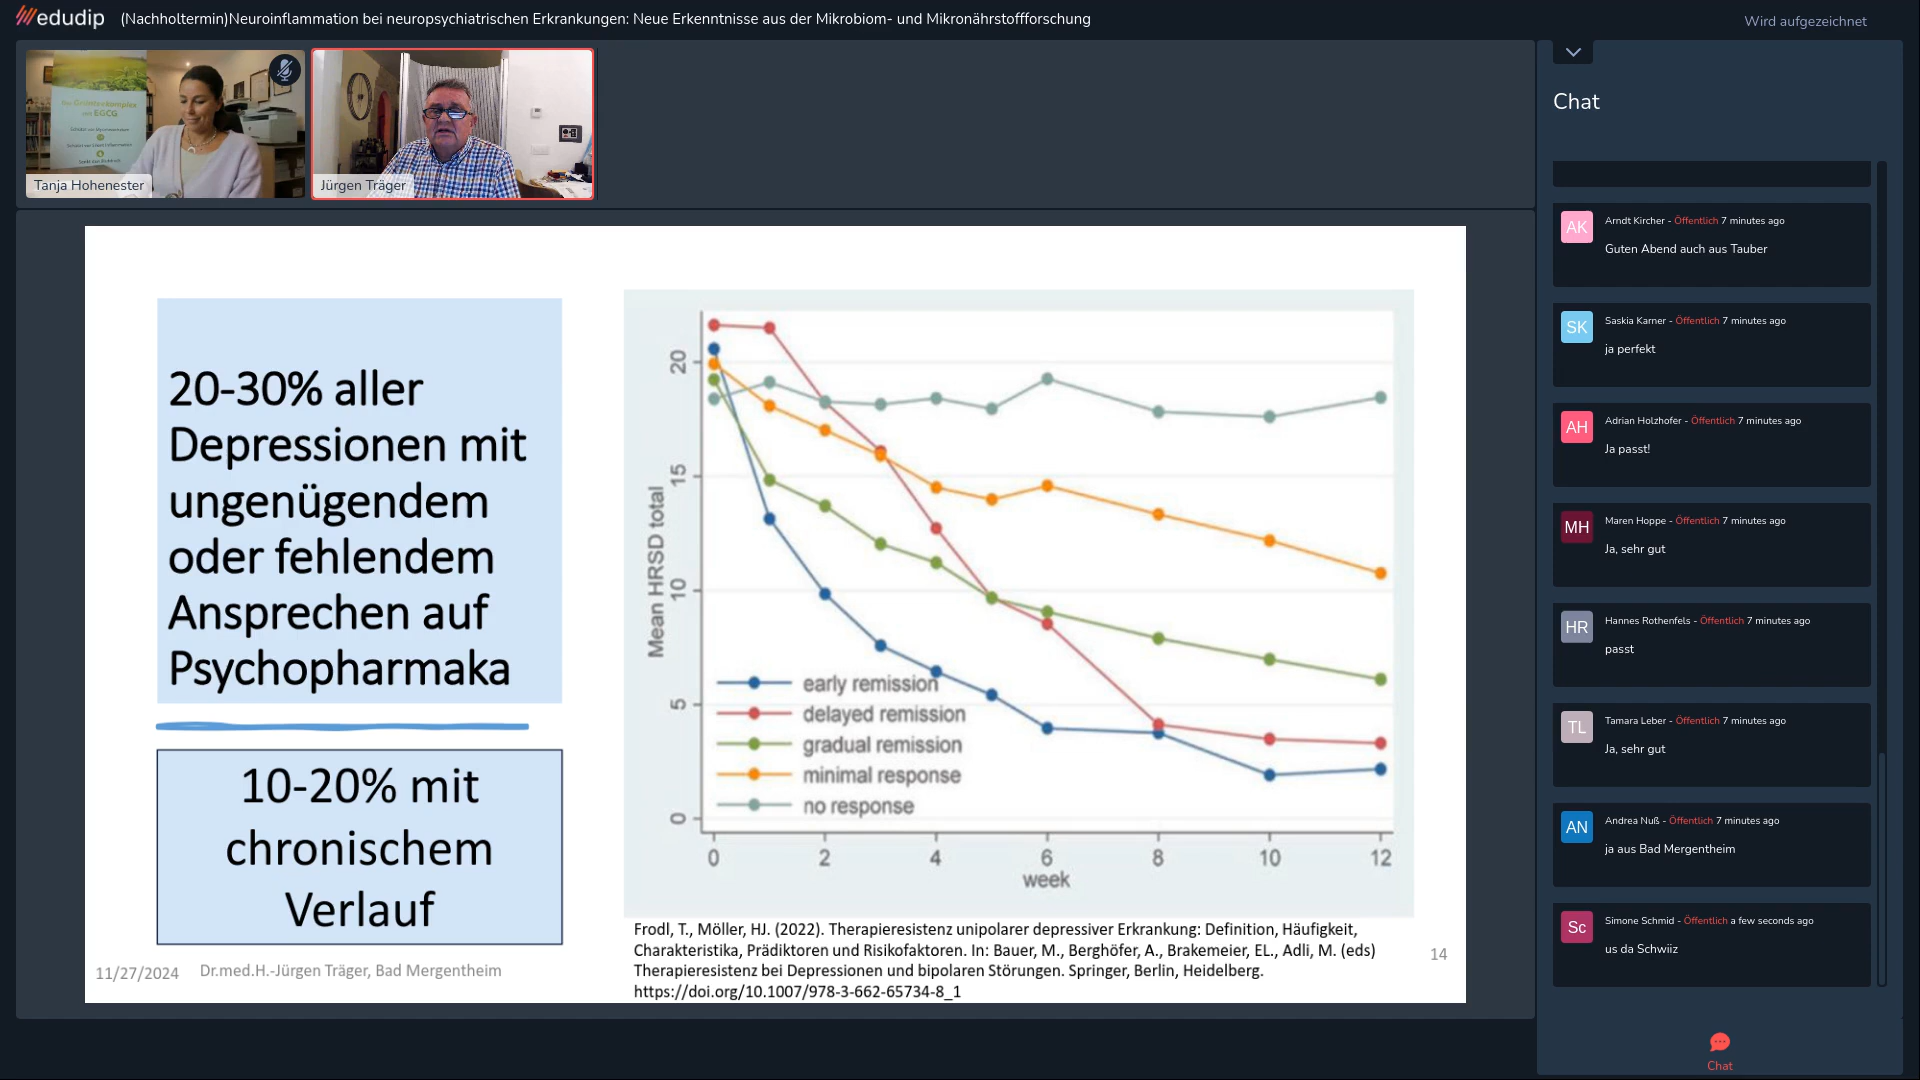 edudip
(Nachholtermin)Neuroinflammation bei neuropsychiatrischen Erkrankungen: Neue Erkenntnisse aus der Mikrobiom- und Mikronährstoffforschung
Wird aufgezeichnet
EGCG
Tanja Hohenester
Jürgen Träger
20-30% aller
Depressionen mit
ungenügendem
oder fehlendem
Ansprechen auf
Psychopharmaka
10-20% mit
chronischem
Verlauf
Mean HRSD total
20
15
10
5
0
early remission
delayed remission
gradual remission
minimal response
no response
0 2 4 6 8 10 12
week
Frodl, T., Möller, HJ. (2022). Therapieresistenz unipolarer depressiver Erkrankung: Definition, Häufigkeit,
Charakteristika, Prädiktoren und Risikofaktoren. In: Bauer, M., Berghöfer, A., Brakemeier, EL., Adli, M. (eds)
Therapieresistenz bei Depressionen und bipolaren Störungen. Springer, Berlin, Heidelberg.
https://doi.org/10.1007/978-3-662-65734-8_1
11/27/2024
Dr.med.H.-Jürgen Träger, Bad Mergentheim
14
Chat
AK
Arndt Kircher - Öffentlich 7 minutes ago
Guten Abend auch aus Tauber
SK
Saskia Karner - Öffentlich 7 minutes ago
ja perfekt
AH
Adrian Holzhofer - Öffentlich 7 minutes ago
Ja passt!
MH
Maren Hoppe - Öffentlich 7 minutes ago
Ja, sehr gut
HR
Hannes Rothenfels - Öffentlich 7 minutes ago
passt
TL
Tamara Leber - Öffentlich 7 minutes ago
Ja, sehr gut
AN
Andrea Nuß - Öffentlich 7 minutes ago
ja aus Bad Mergentheim
Sc
Simone Schmid - Öffentlich a few seconds ago
us da Schwiiz
Chat